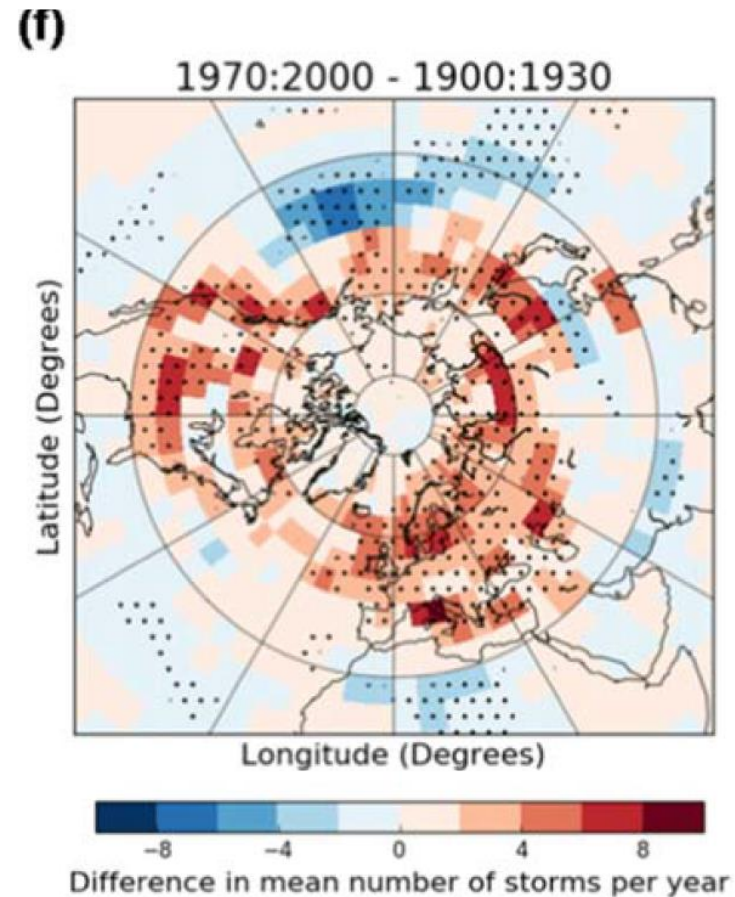 (f)
1970:2000 - 1900:1930
Latitude (Degrees)
Longitude (Degrees)
−8 −4 0 4 8
Difference in mean number of storms per year